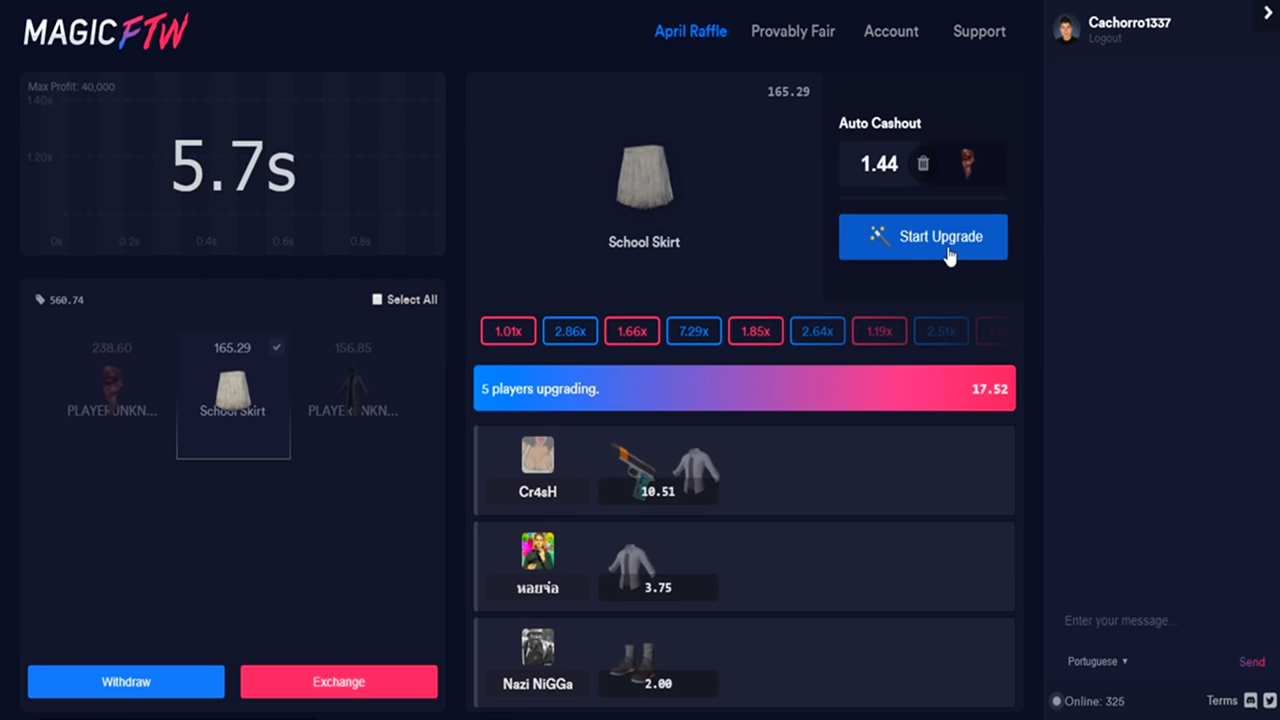 MAGIC FTW
April Raffle
Provably Fair
Account
Support
Cachorro1337
Logout
Max Profit: 40,000
1.40x
1.20x
5.7s
0s
0.2s
0.4s
0.6s
0.8s
165.29
School Skirt
Auto Cashout
1.44
Start Upgrade
560.74
Select All
238.60
PLAYERUNKN...
165.29
School Skirt
156.85
PLAYERUNKN...
1.01x
2.86x
1.66x
7.29x
1.85x
2.64x
1.19x
2.51x
5 players upgrading.
17.52
Cr4sH
10.51
หอยจ๋อ
3.75
Nazi NiGGa
2.00
Withdraw
Exchange
Enter your message...
Portuguese
Send
Online: 325
Terms